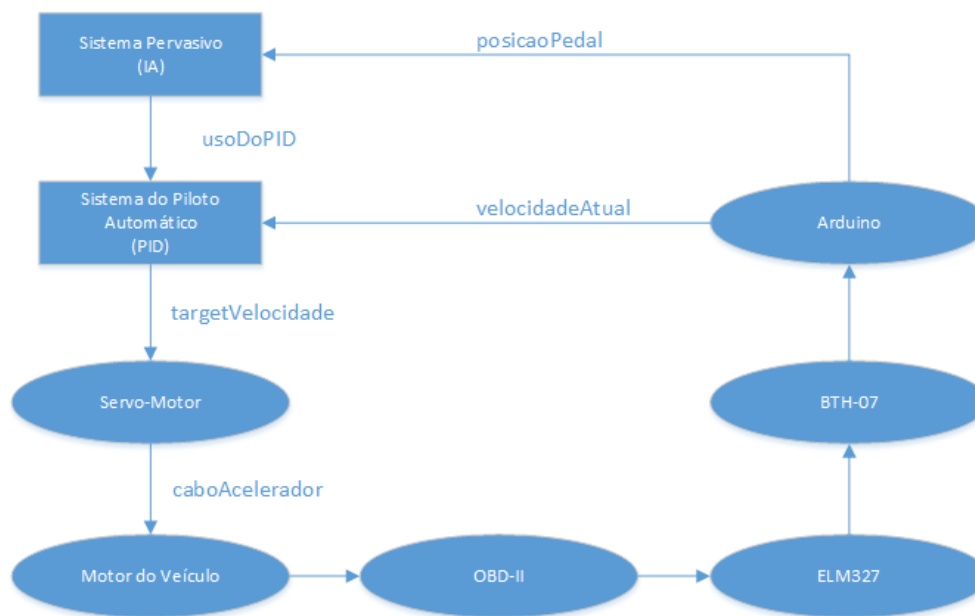 Sistema Pervasivo
(IA)
posicaoPedal
usoDoPID
Sistema do Piloto
Automático
(PID)
velocidadeAtual
Arduino
targetVelocidade
Servo-Motor
BTH-07
caboAcelerador
Motor do Veículo
OBD-II
ELM327